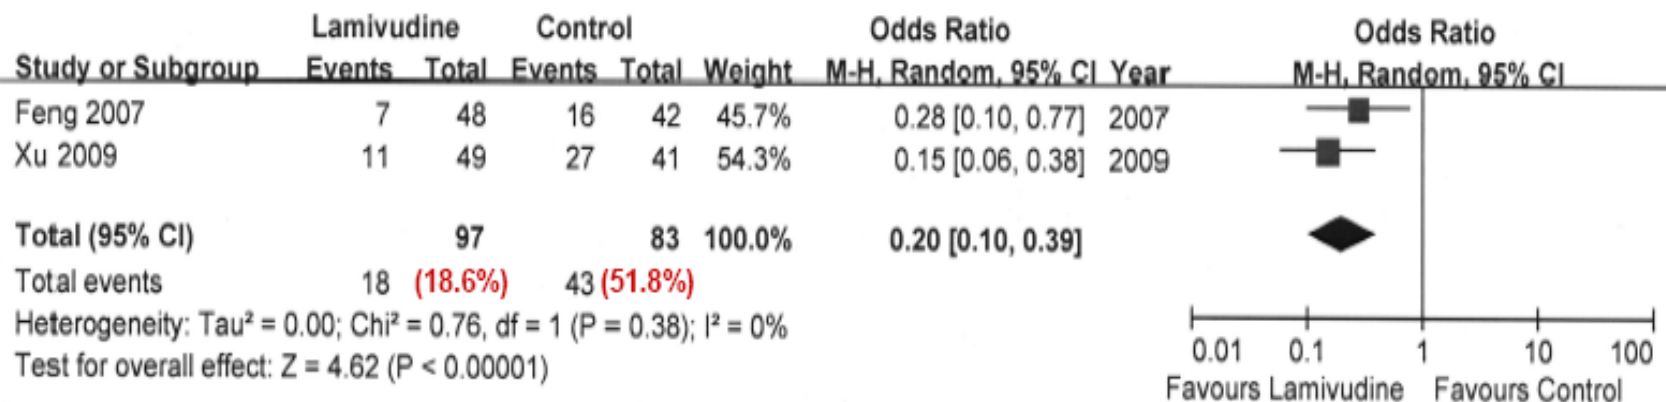 Lamivudine Control Odds Ratio Odds Ratio
Study or Subgroup Events Total Events Total Weight M-H, Random, 95% CI Year M-H, Random, 95% CI
Feng 2007 7 48 16 42 45.7% 0.28 [0.10, 0.77] 2007
Xu 2009 11 49 27 41 54.3% 0.15 [0.06, 0.38] 2009
Total (95% CI) 97 83 100.0% 0.20 [0.10, 0.39]
Total events 18 (18.6%) 43 (51.8%)
Heterogeneity: Tau² = 0.00; Chi² = 0.76, df = 1 (P = 0.38); I² = 0%
Test for overall effect: Z = 4.62 (P < 0.00001)
0.01 0.1 1 10 100
Favours Lamivudine Favours Control